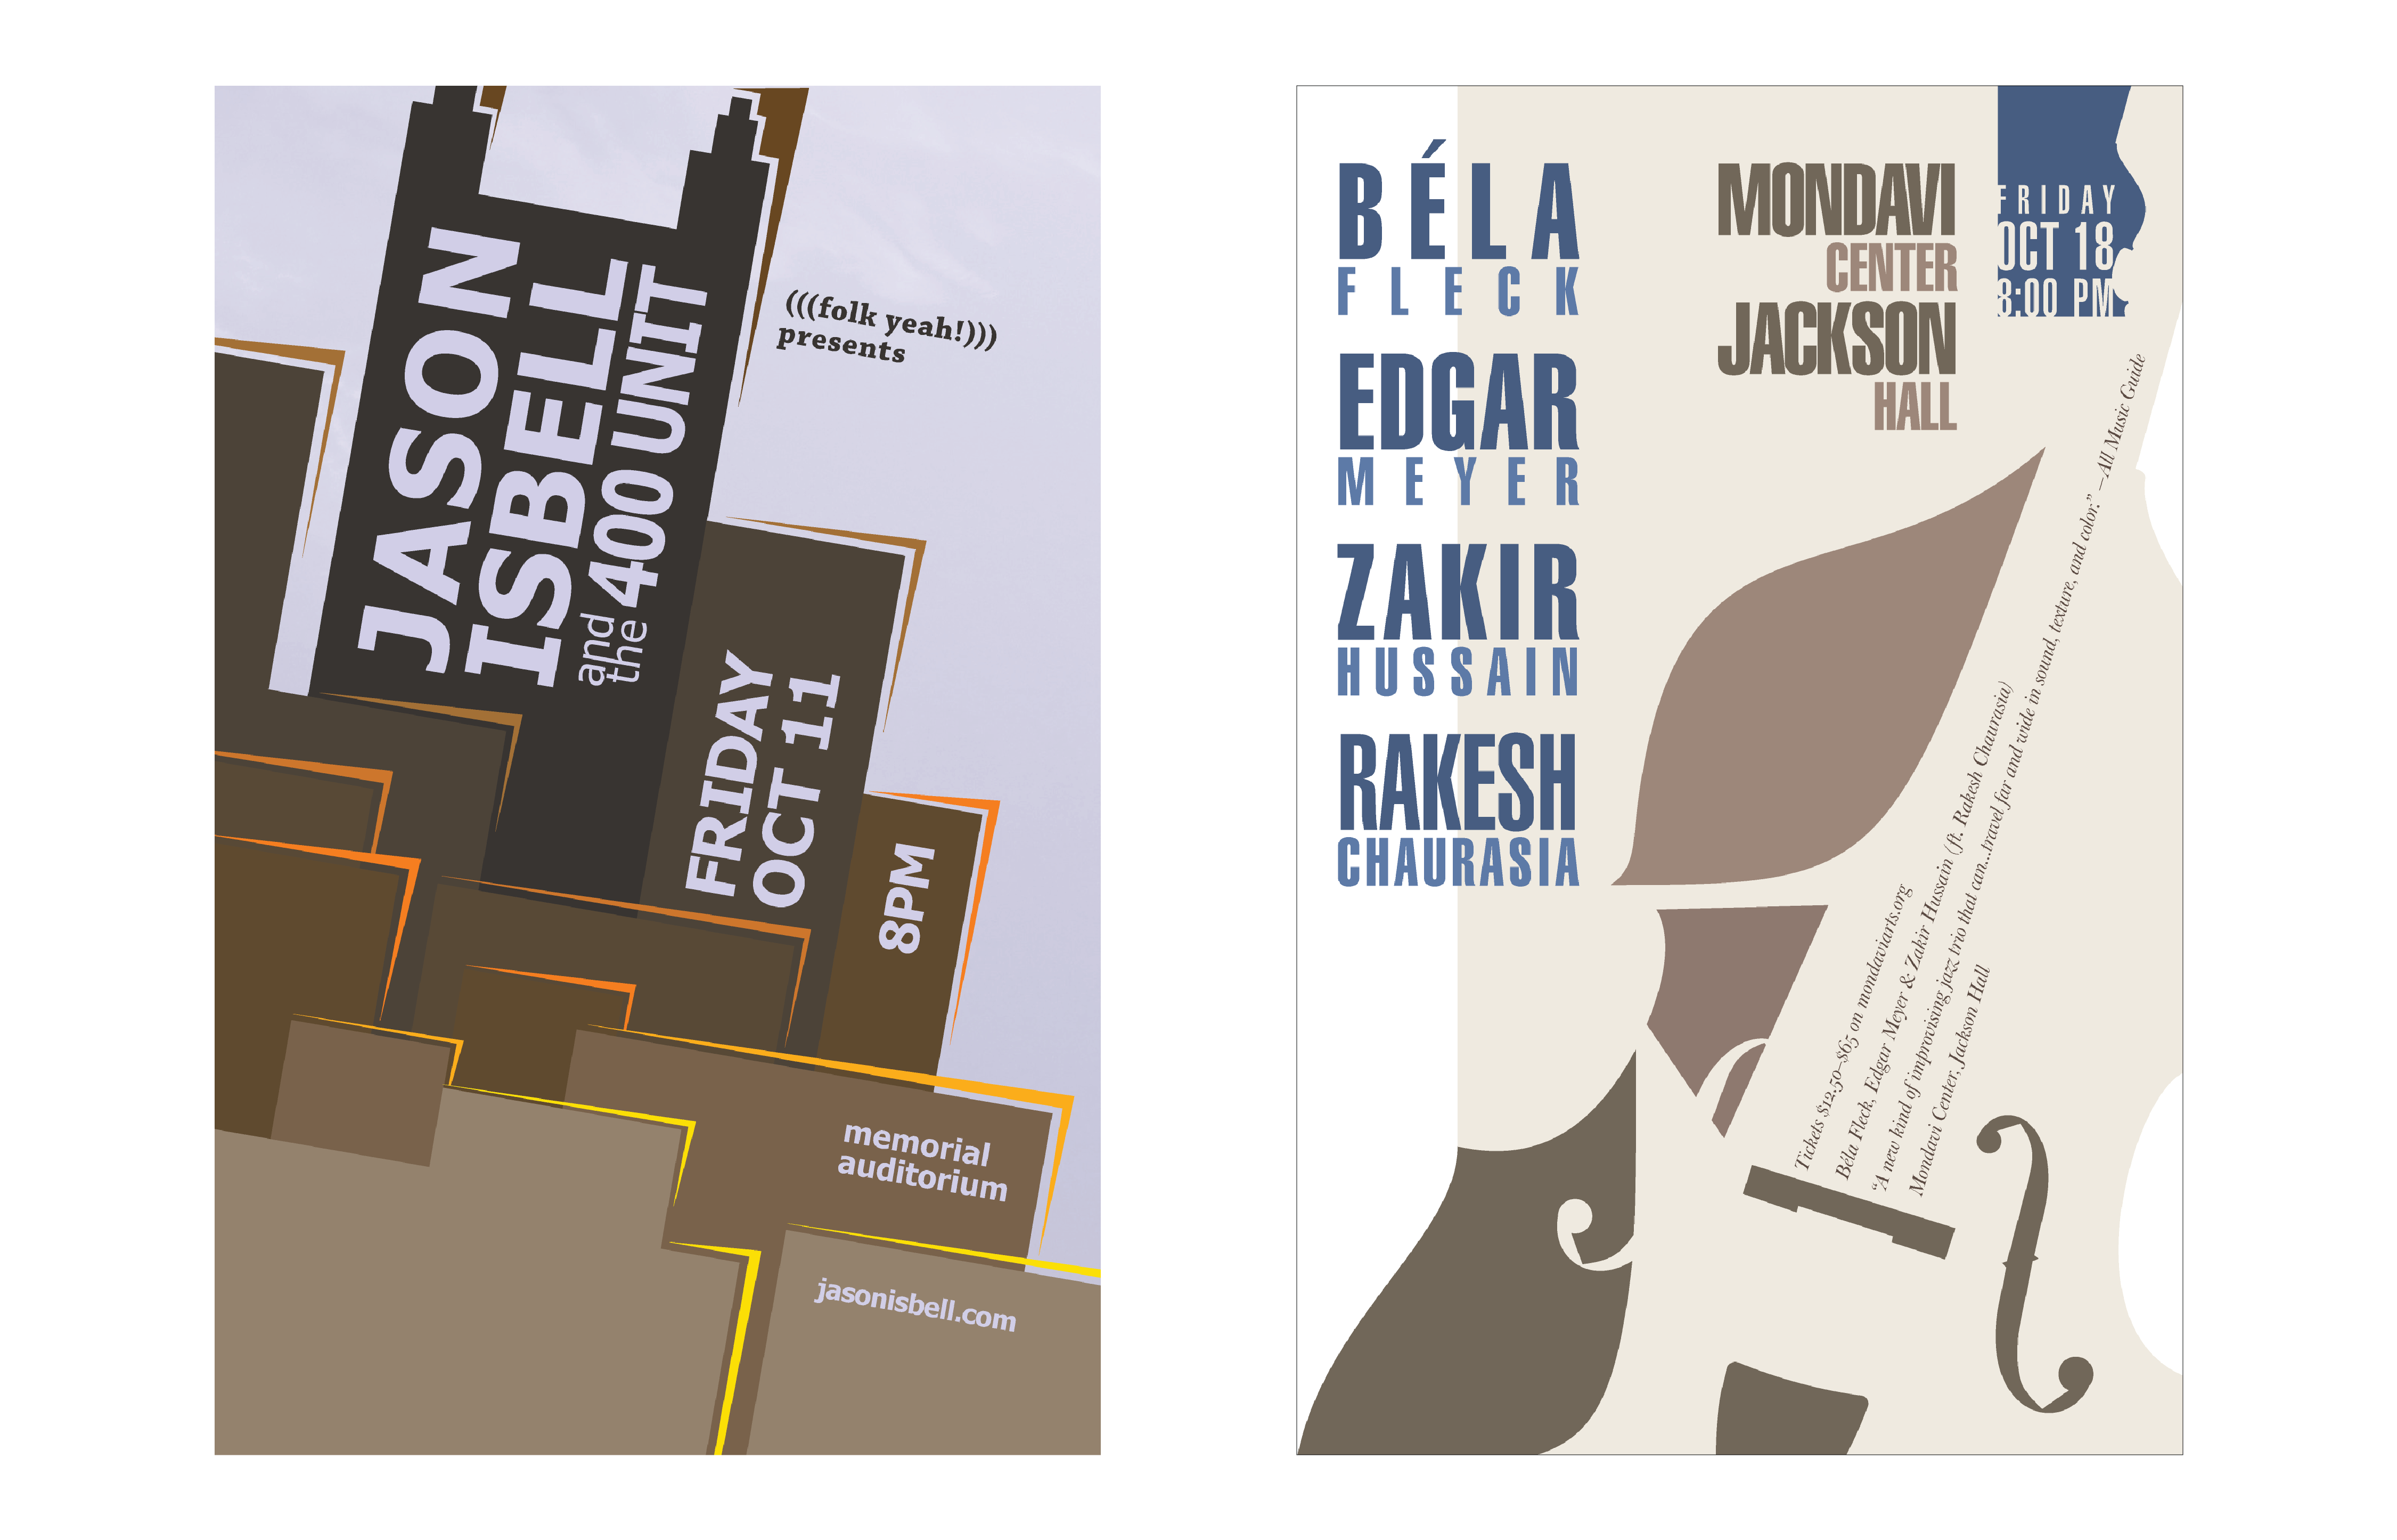 JASON
ISBELL
and
the 400 UNIT
(((folk yeah!)))
presents
FRIDAY
OCT 11
8PM
memorial
auditorium
jasonisbell.com
BÉLA
FLECK
EDGAR
MEYER
ZAKIR
HUSSAIN
RAKESH
CHAURASIA
MONDAVI
CENTER
JACKSON
HALL
FRIDAY
OCT 18
8:00 PM
Tickets $12.50–$65 on mondaviarts.org
Béla Fleck, Edgar Meyer & Zakir Hussain (ft. Rakesh Chaurasia)
“A new kind of improvising jazz trio that can...travel far and wide in sound, texture, and color.” —All Music Guide
Mondavi Center, Jackson Hall